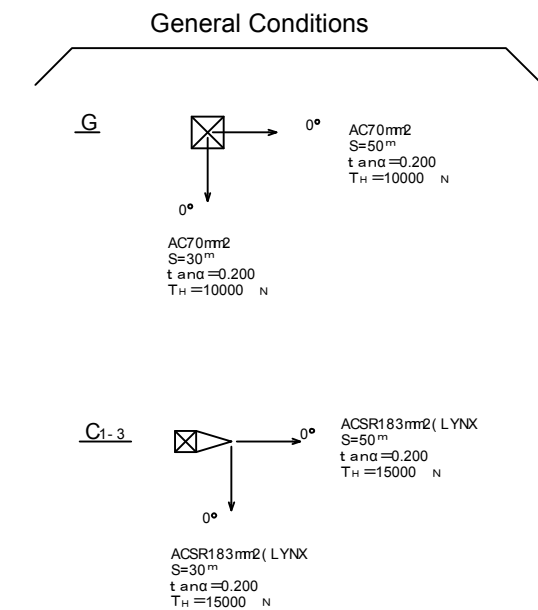 General Conditions
G
0°
AC70mm2
S=50m
tanα=0.200
TH=10000 N
0°
AC70mm2
S=30m
tanα=0.200
TH=10000 N
C1-3
0°
ACSR183mm2( LYNX
S=50m
tanα=0.200
TH=15000 N
0°
ACSR183mm2( LYNX
S=30m
tanα=0.200
TH=15000 N